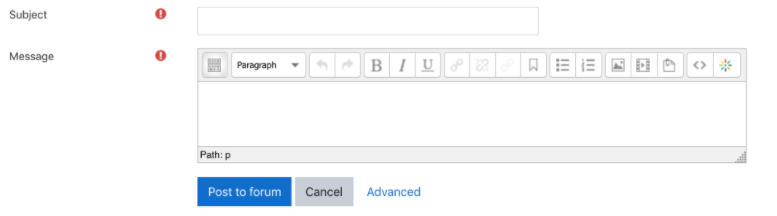 Subject
Message
Paragraph
B I U
Path: p
Post to forum Cancel Advanced